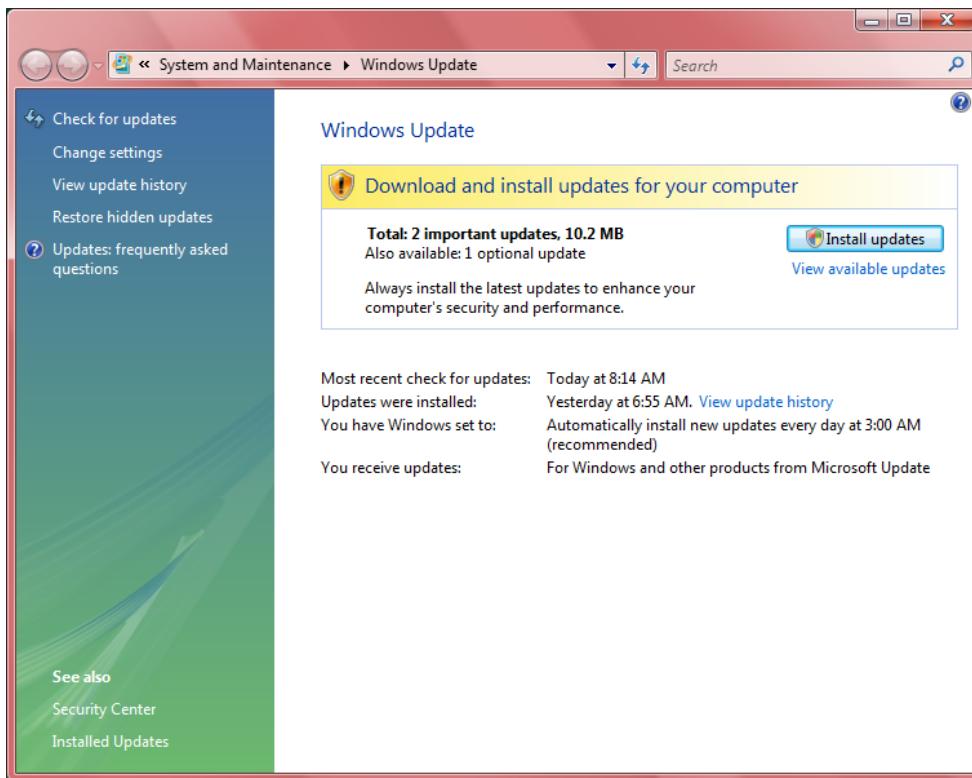 « System and Maintenance ▸ Windows Update
Search
Check for updates
Change settings
View update history
Restore hidden updates
Updates: frequently asked
questions
Windows Update
Download and install updates for your computer
Total: 2 important updates, 10.2 MB
Also available: 1 optional update
Install updates
View available updates
Always install the latest updates to enhance your
computer's security and performance.
Most recent check for updates: Today at 8:14 AM
Updates were installed: Yesterday at 6:55 AM. View update history
You have Windows set to: Automatically install new updates every day at 3:00 AM
(recommended)
You receive updates: For Windows and other products from Microsoft Update
See also
Security Center
Installed Updates